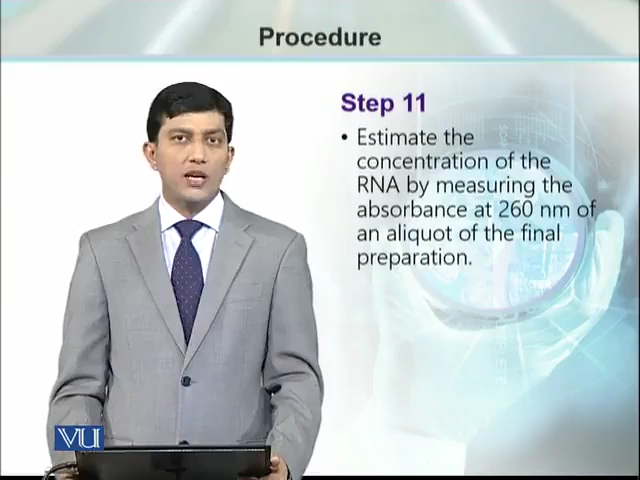 Procedure
Step 11
• Estimate the
concentration of the
RNA by measuring the
absorbance at 260 nm of
an aliquot of the final
preparation.
VU